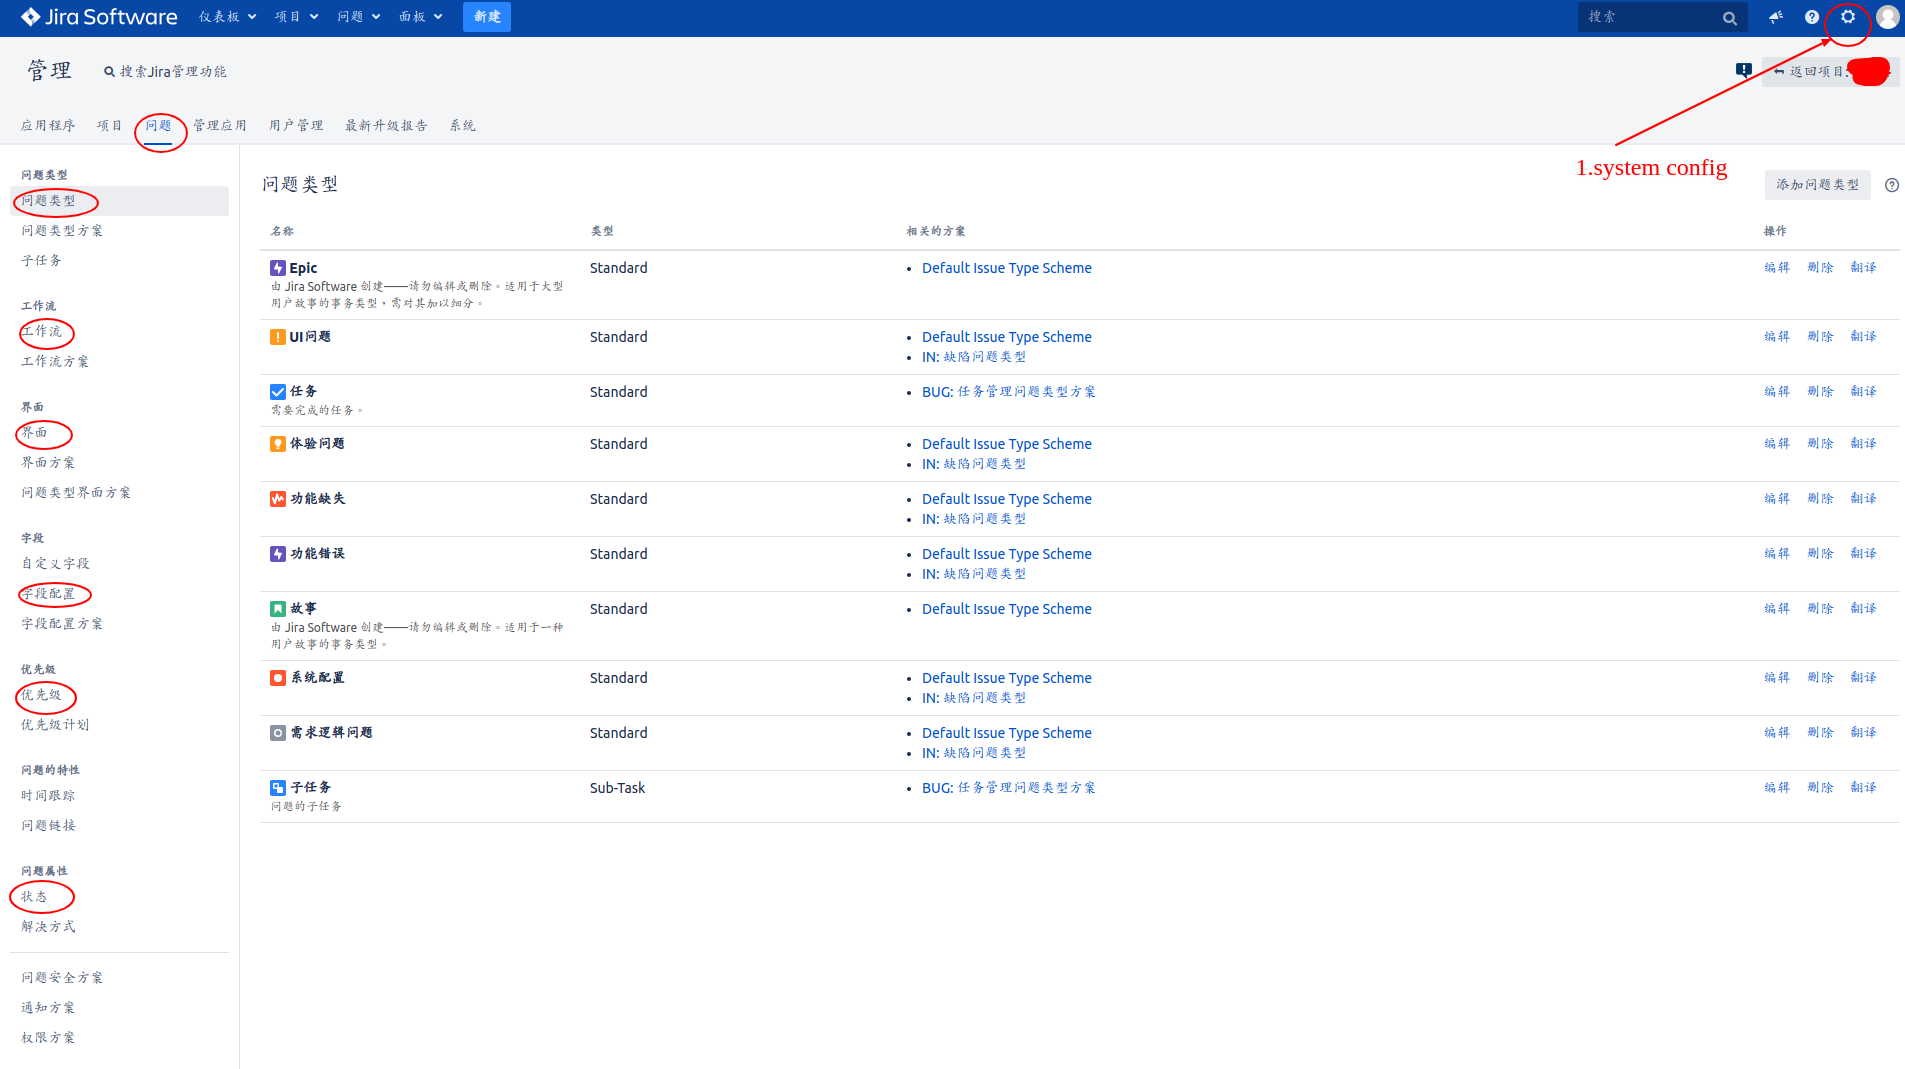 Jira Software 仪表板 项目 问题 面板 新建 搜索
管理 搜索Jira管理功能 返回项目:
应用程序 项目 问题 管理应用 用户管理 最新升级报告 系统
1.system config
问题类型
问题类型
问题类型方案
子任务
工作流
工作流
工作流方案
界面
界面
界面方案
问题类型界面方案
字段
自定义字段
字段配置
字段配置方案
优先级
优先级
优先级计划
问题的特性
时间跟踪
问题链接
问题属性
状态
解决方式
问题安全方案
通知方案
权限方案
问题类型 添加问题类型
名称 类型 相关的方案 操作
Epic Standard Default Issue Type Scheme 编辑 删除 翻译
由 Jira Software 创建——请勿编辑或删除。适用于大型
用户故事的事务类型，需对其加以细分。
UI问题 Standard Default Issue Type Scheme 编辑 删除 翻译
IN: 缺陷问题类型
任务 Standard BUG: 任务管理问题类型方案 编辑 删除 翻译
需要完成的任务。
体验问题 Standard Default Issue Type Scheme 编辑 删除 翻译
IN: 缺陷问题类型
功能缺失 Standard Default Issue Type Scheme 编辑 删除 翻译
IN: 缺陷问题类型
功能错误 Standard Default Issue Type Scheme 编辑 删除 翻译
IN: 缺陷问题类型
故事 Standard Default Issue Type Scheme 编辑 删除 翻译
由 Jira Software 创建——请勿编辑或删除。适用于一种
用户故事的事务类型。
系统配置 Standard Default Issue Type Scheme 编辑 删除 翻译
IN: 缺陷问题类型
需求逻辑问题 Standard Default Issue Type Scheme 编辑 删除 翻译
IN: 缺陷问题类型
子任务 Sub-Task BUG: 任务管理问题类型方案 编辑 删除 翻译
问题的子任务